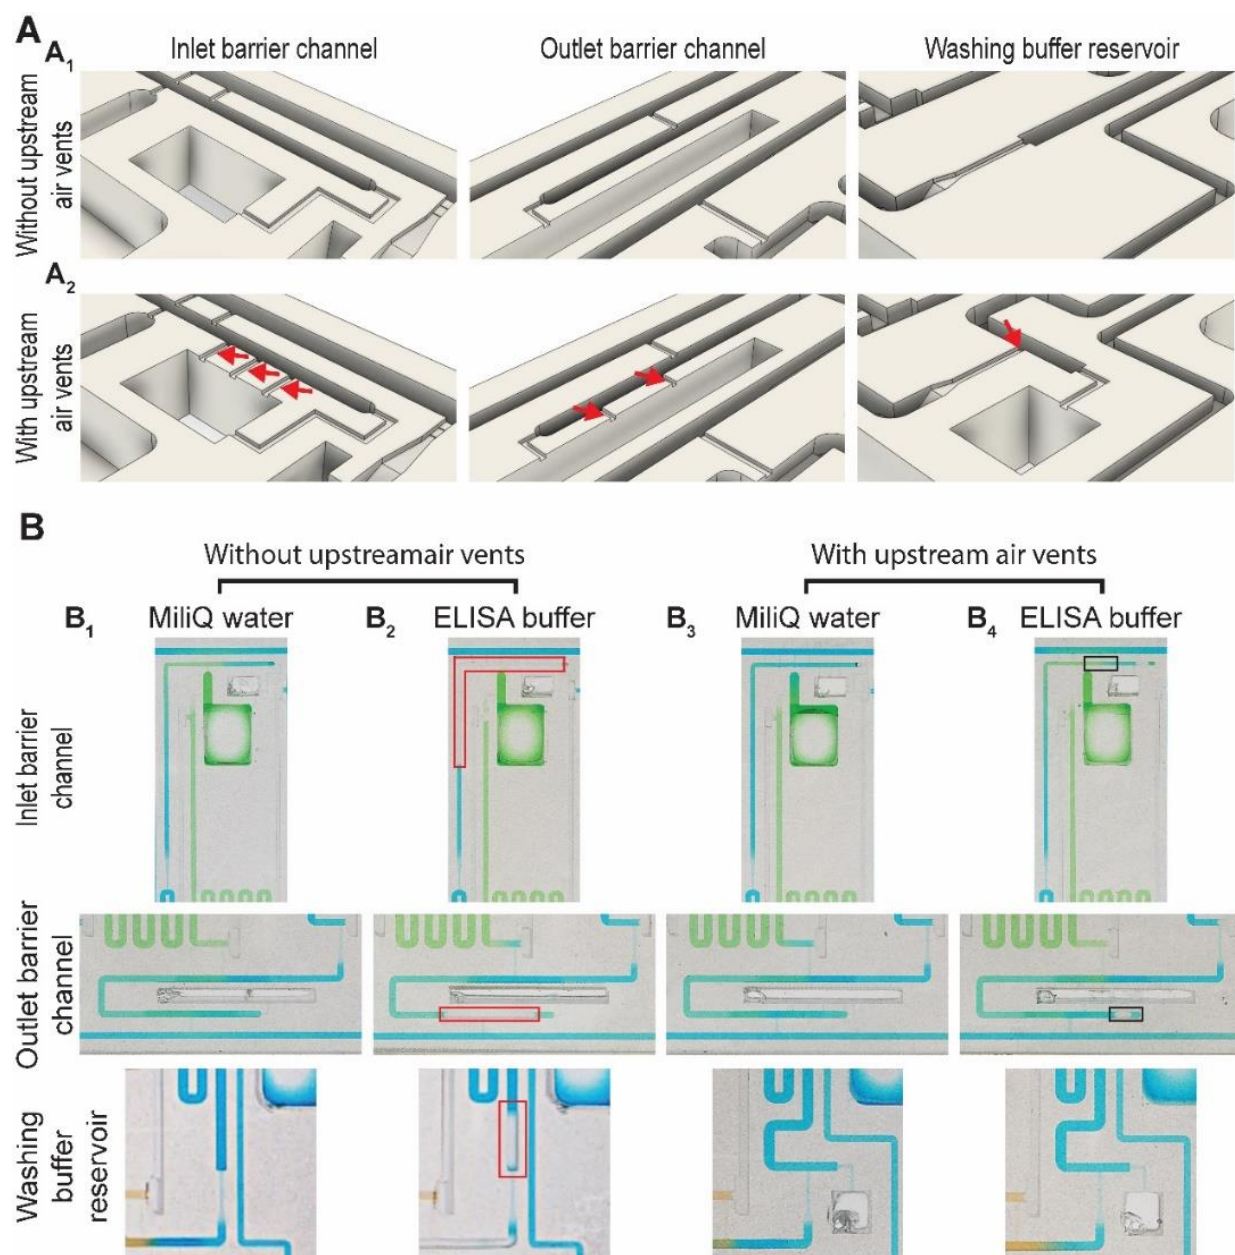 A
A1
Inlet barrier channel
Outlet barrier channel
Washing buffer reservoir
Without upstream
air vents
A2
With upstream
air vents
B
Without upstreamair vents
With upstream air vents
B1
MiliQ water
B2
ELISA buffer
B3
MiliQ water
B4
ELISA buffer
Inlet barrier
channel
Outlet barrier
channel
Washing
buffer
reservoir